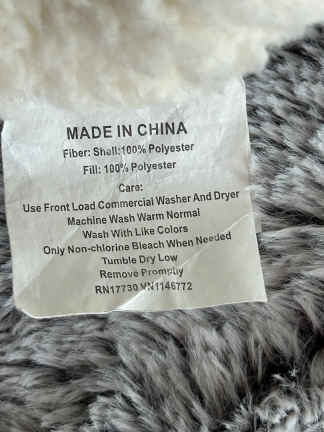 MADE IN CHINA
Fiber: Shell:100% Polyester
Fill: 100% Polyester
Care:
Use Front Load Commercial Washer And Dryer
Machine Wash Warm Normal
Wash With Like Colors
Only Non-chlorine Bleach When Needed
Tumble Dry Low
Remove Promptly
RN17730 VN1146772